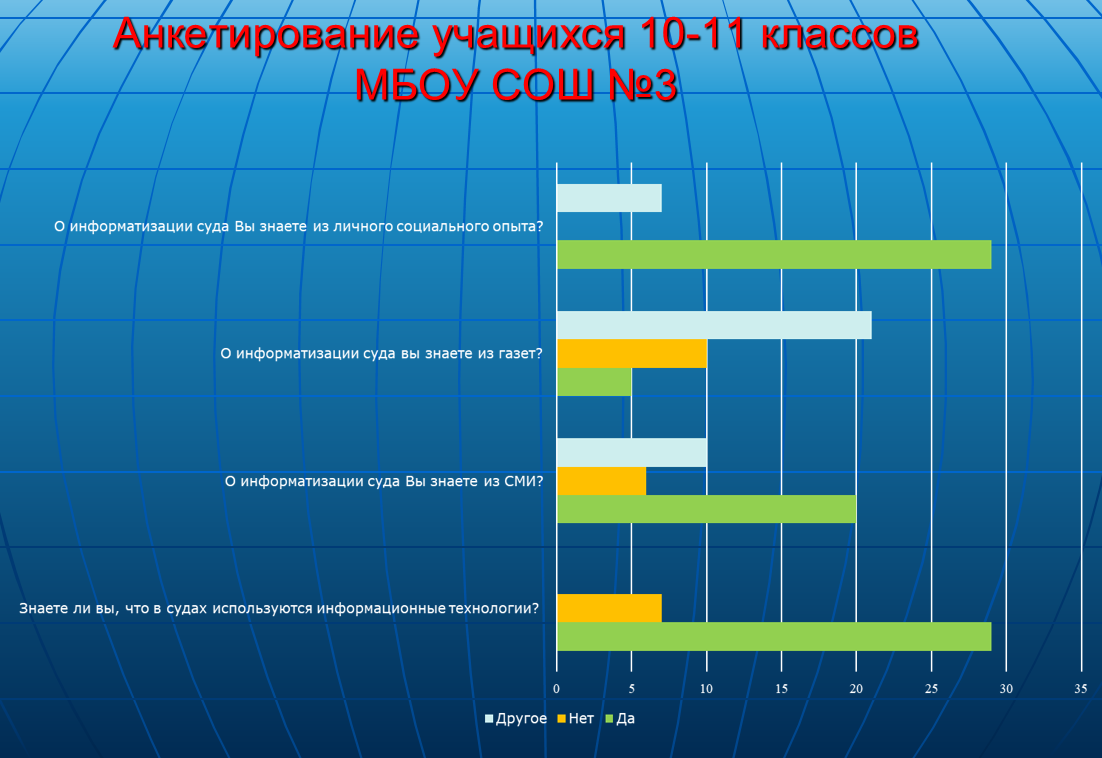 Анкетирование учащихся 10-11 классов
МБОУ СОШ №3
О информатизации суда Вы знаете из личного социального опыта?
О информатизации суда вы знаете из газет?
О информатизации суда Вы знаете из СМИ?
Знаете ли вы, что в судах используются информационные технологии?
0 5 10 15 20 25 30 35
Другое Нет Да